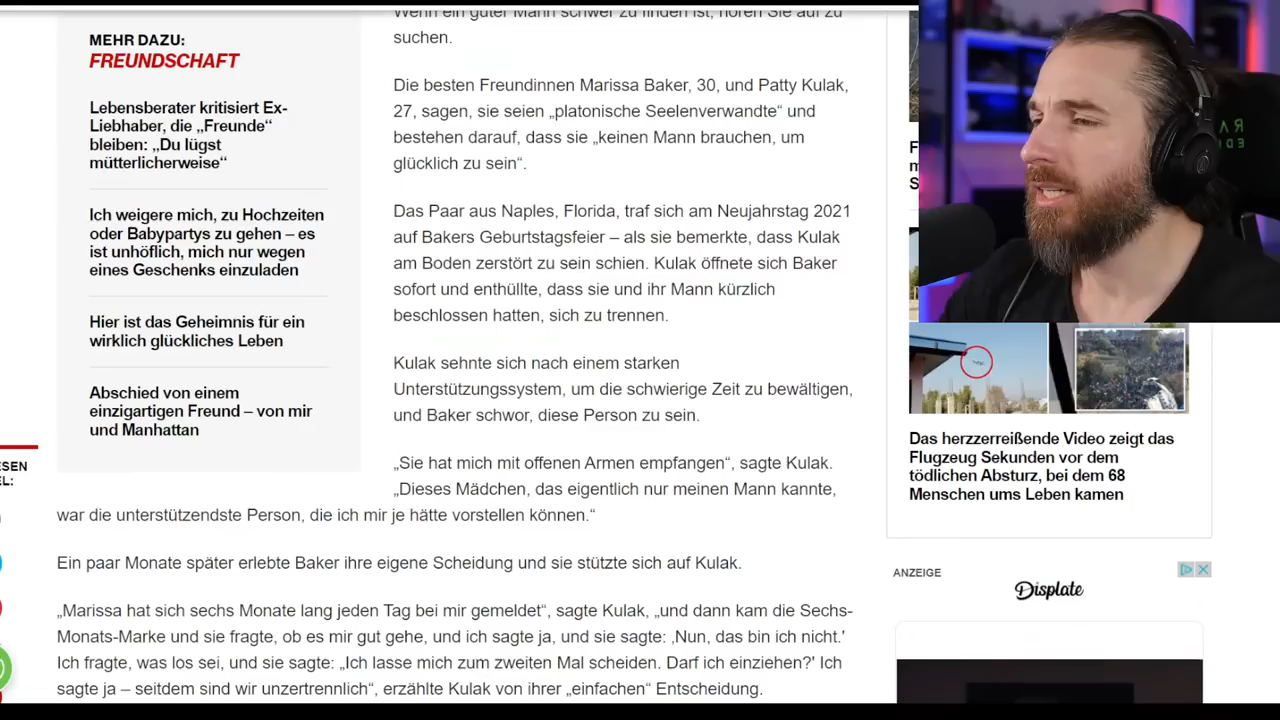 Wenn ein guter Mann schwer zu finden ist, hören Sie auf zu
suchen.
MEHR DAZU:
FREUNDSCHAFT
Lebensberater kritisiert Ex-
Liebhaber, die „Freunde“
bleiben: „Du lügst
mütterlicherweise“
Ich weigere mich, zu Hochzeiten
oder Babypartys zu gehen – es
ist unhöflich, mich nur wegen
eines Geschenks einzuladen
Hier ist das Geheimnis für ein
wirklich glückliches Leben
Abschied von einem
einzigartigen Freund – von mir
und Manhattan
Die besten Freundinnen Marissa Baker, 30, und Patty Kulak,
27, sagen, sie seien „platonische Seelenverwandte“ und
bestehen darauf, dass sie „keinen Mann brauchen, um
glücklich zu sein“.
Das Paar aus Naples, Florida, traf sich am Neujahrstag 2021
auf Bakers Geburtstagsfeier – als sie bemerkte, dass Kulak
am Boden zerstört zu sein schien. Kulak öffnete sich Baker
sofort und enthüllte, dass sie und ihr Mann kürzlich
beschlossen hatten, sich zu trennen.
Kulak sehnte sich nach einem starken
Unterstützungssystem, um die schwierige Zeit zu bewältigen,
und Baker schwor, diese Person zu sein.
„Sie hat mich mit offenen Armen empfangen“, sagte Kulak.
„Dieses Mädchen, das eigentlich nur meinen Mann kannte,
war die unterstützendste Person, die ich mir je hätte vorstellen können.“
Ein paar Monate später erlebte Baker ihre eigene Scheidung und sie stützte sich auf Kulak.
„Marissa hat sich sechs Monate lang jeden Tag bei mir gemeldet“, sagte Kulak, „und dann kam die Sechs-
Monats-Marke und sie fragte, ob es mir gut gehe, und ich sagte ja, und sie sagte: ‚Nun, das bin ich nicht.'
Ich fragte, was los sei, und sie sagte: „Ich lasse mich zum zweiten Mal scheiden. Darf ich einziehen?' Ich
sagte ja – seitdem sind wir unzertrennlich“, erzählte Kulak von ihrer „einfachen“ Entscheidung.
Das herzzerreißende Video zeigt das
Flugzeug Sekunden vor dem
tödlichen Absturz, bei dem 68
Menschen ums Leben kamen
ANZEIGE
Displate